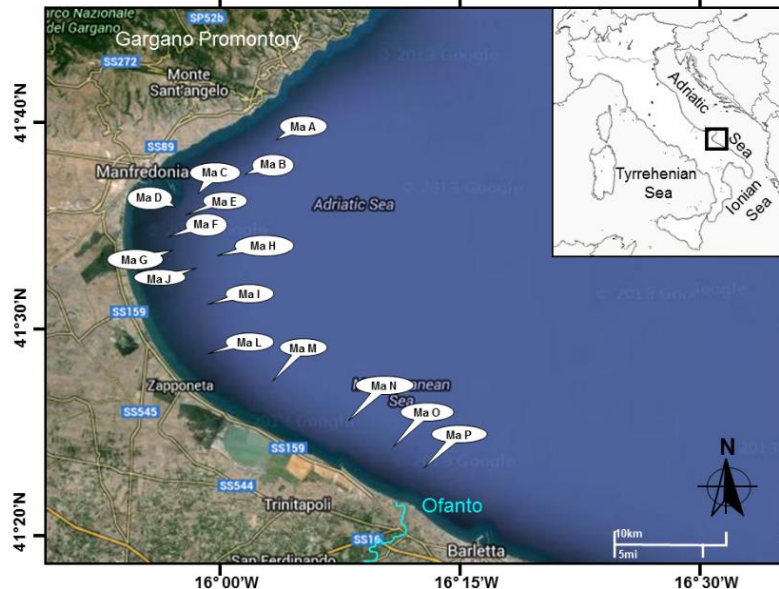 arco Nazionale
del Gargano
SP52b
Gargano Promontory
SS272
Monte
Sant'angelo
SS89
Manfredonia
Ma A
Ma B
Ma C
Ma D
Ma E
Ma F
Ma G
Ma H
Ma J
Ma I
Ma L
Ma M
Ma N
Ma O
Ma P
Adriatic Sea
Sea
SS159
Zapponeta
SS545
SS159
SS544
Trinitapoli
Ofanto
SS16
San Ferdinando
Barletta
Adriatic
Sea
Tyrrehenian
Sea
Ionian
Sea
N
10km
5mi
41°40'N
41°30'N
41°20'N
16°00'E
16°15'E
16°30'E